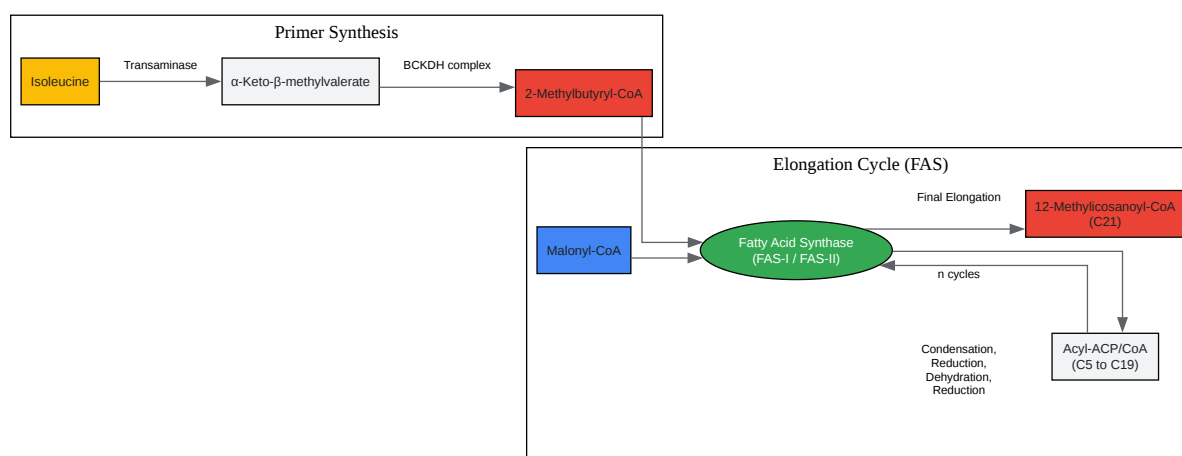 Primer Synthesis
Isoleucine
Transaminase
α-Keto-β-methylvalerate
BCKDH complex
2-Methylbutyryl-CoA
Elongation Cycle (FAS)
Malonyl-CoA
Fatty Acid Synthase
(FAS-I / FAS-II)
Final Elongation
12-Methylicosanoyl-CoA
(C21)
n cycles
Condensation,
Reduction,
Dehydration,
Reduction
Acyl-ACP/CoA
(C5 to C19)